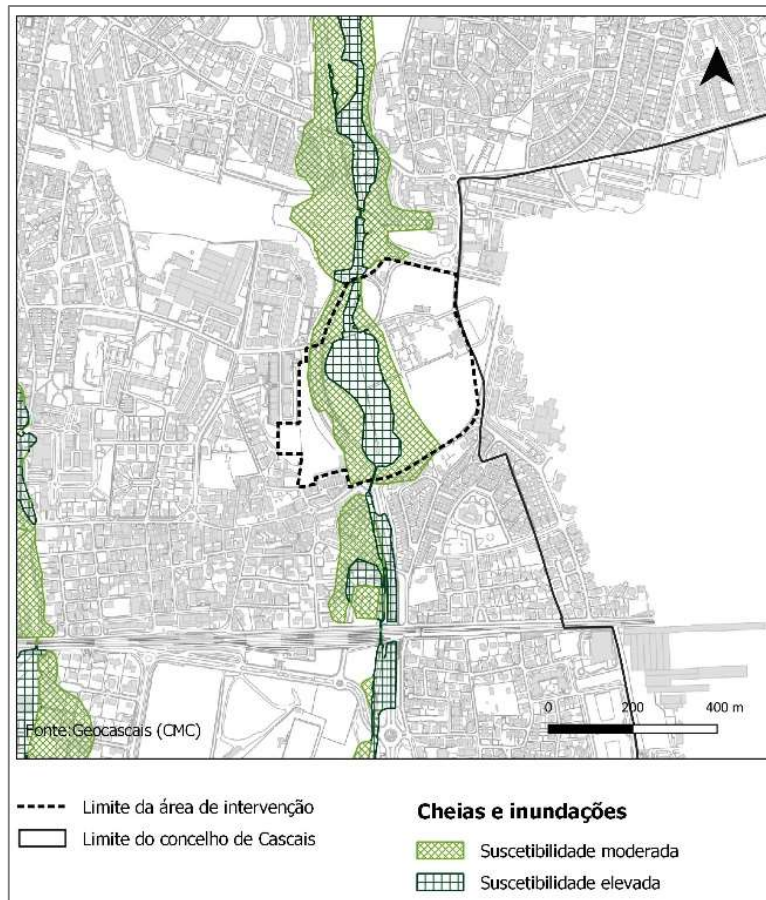 0 200 400 m
Fonte:Geocascais (CMC)
Limite da área de intervenção
Limite do concelho de Cascais
Cheias e inundações
Suscetibilidade moderada
Suscetibilidade elevada